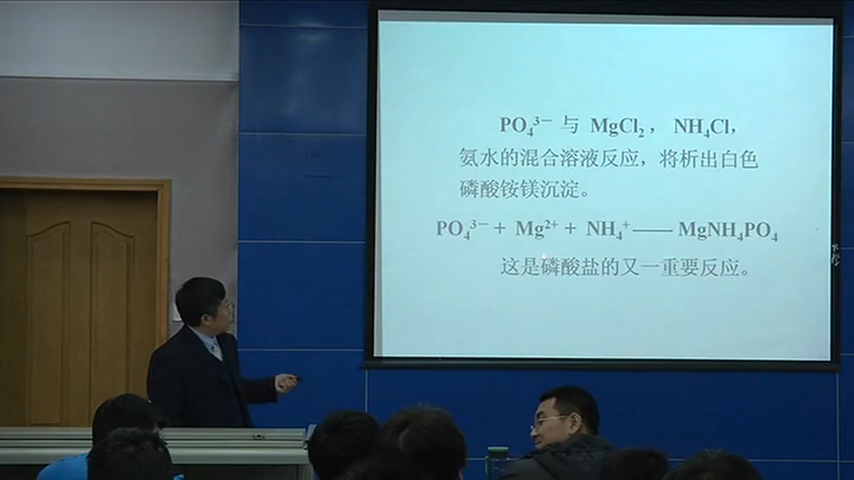 PO₄³⁻ 与 MgCl₂， NH₄Cl，
氨水的混合溶液反应，将析出白色
磷酸铵镁沉淀。
PO₄³⁻ + Mg²⁺ + NH₄⁺ —— MgNH₄PO₄
这是磷酸盐的又一重要反应。